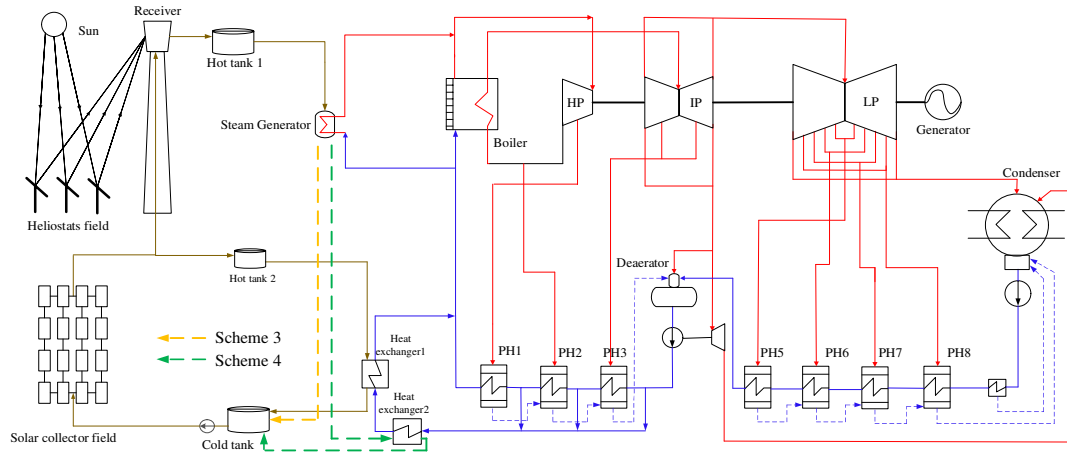 Sun
Receiver
Hot tank 1
Steam Generator
Boiler
HP
IP
LP
Generator
Condenser
Heliostats field
Hot tank 2
Deaerator
Scheme 3
Scheme 4
Heat
exchanger1
PH1
PH2
PH3
PH5
PH6
PH7
PH8
Heat
exchanger2
Solar collector field
Cold tank